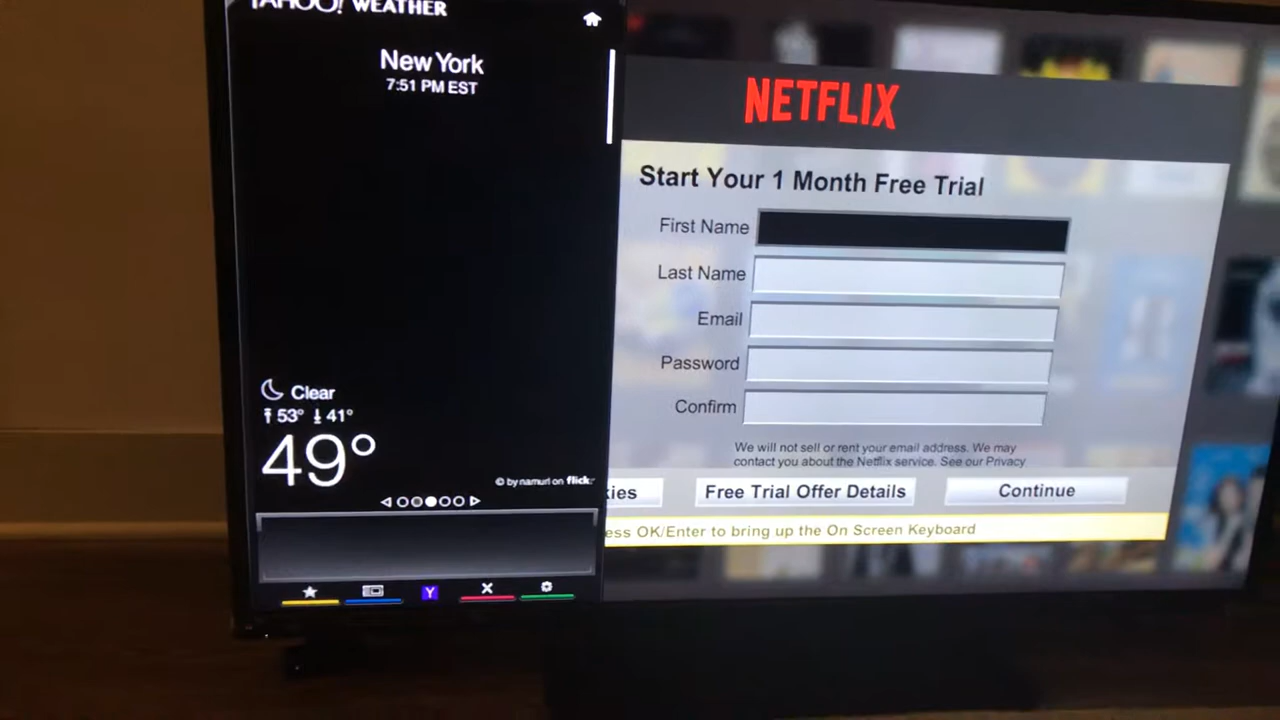 YAHOO! WEATHER
New York
7:51 PM EST
Clear
53° 41°
49°
© by namuri on flickr
Y
NETFLIX
Start Your 1 Month Free Trial
First Name
Last Name
Email
Password
Confirm
We will not sell or rent your email address. We may
contact you about the Netflix service. See our Privacy
ies
Free Trial Offer Details
Continue
ess OK/Enter to bring up the On Screen Keyboard